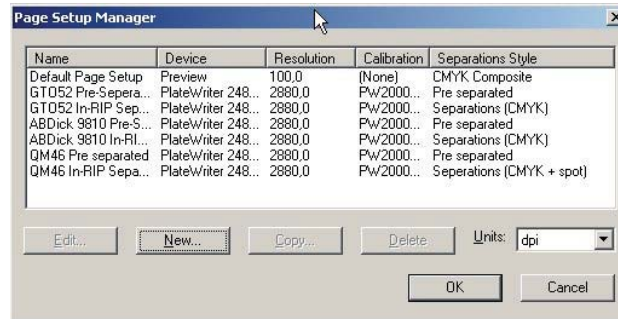 Page Setup Manager
Name Device Resolution Calibration Separations Style
Default Page Setup Preview 100,0 (None) CMYK Composite
GTO52 Pre-Sepera... PlateWriter 248... 2880,0 PW2000... Pre separated
GTO52 In-RIP Sep... PlateWriter 248... 2880,0 PW2000... Separations (CMYK)
ABDick 9810 Pre-S... PlateWriter 248... 2880,0 PW2000... Pre separated
ABDick 9810 In-RI... PlateWriter 248... 2880,0 PW2000... Separations (CMYK)
QM46 Pre separated PlateWriter 248... 2880,0 PW2000... Pre separated
QM46 In-RIP Sepa... PlateWriter 248... 2880,0 PW2000... Seperations (CMYK + spot)
Edit... New... Copy... Delete Units: dpi
OK Cancel